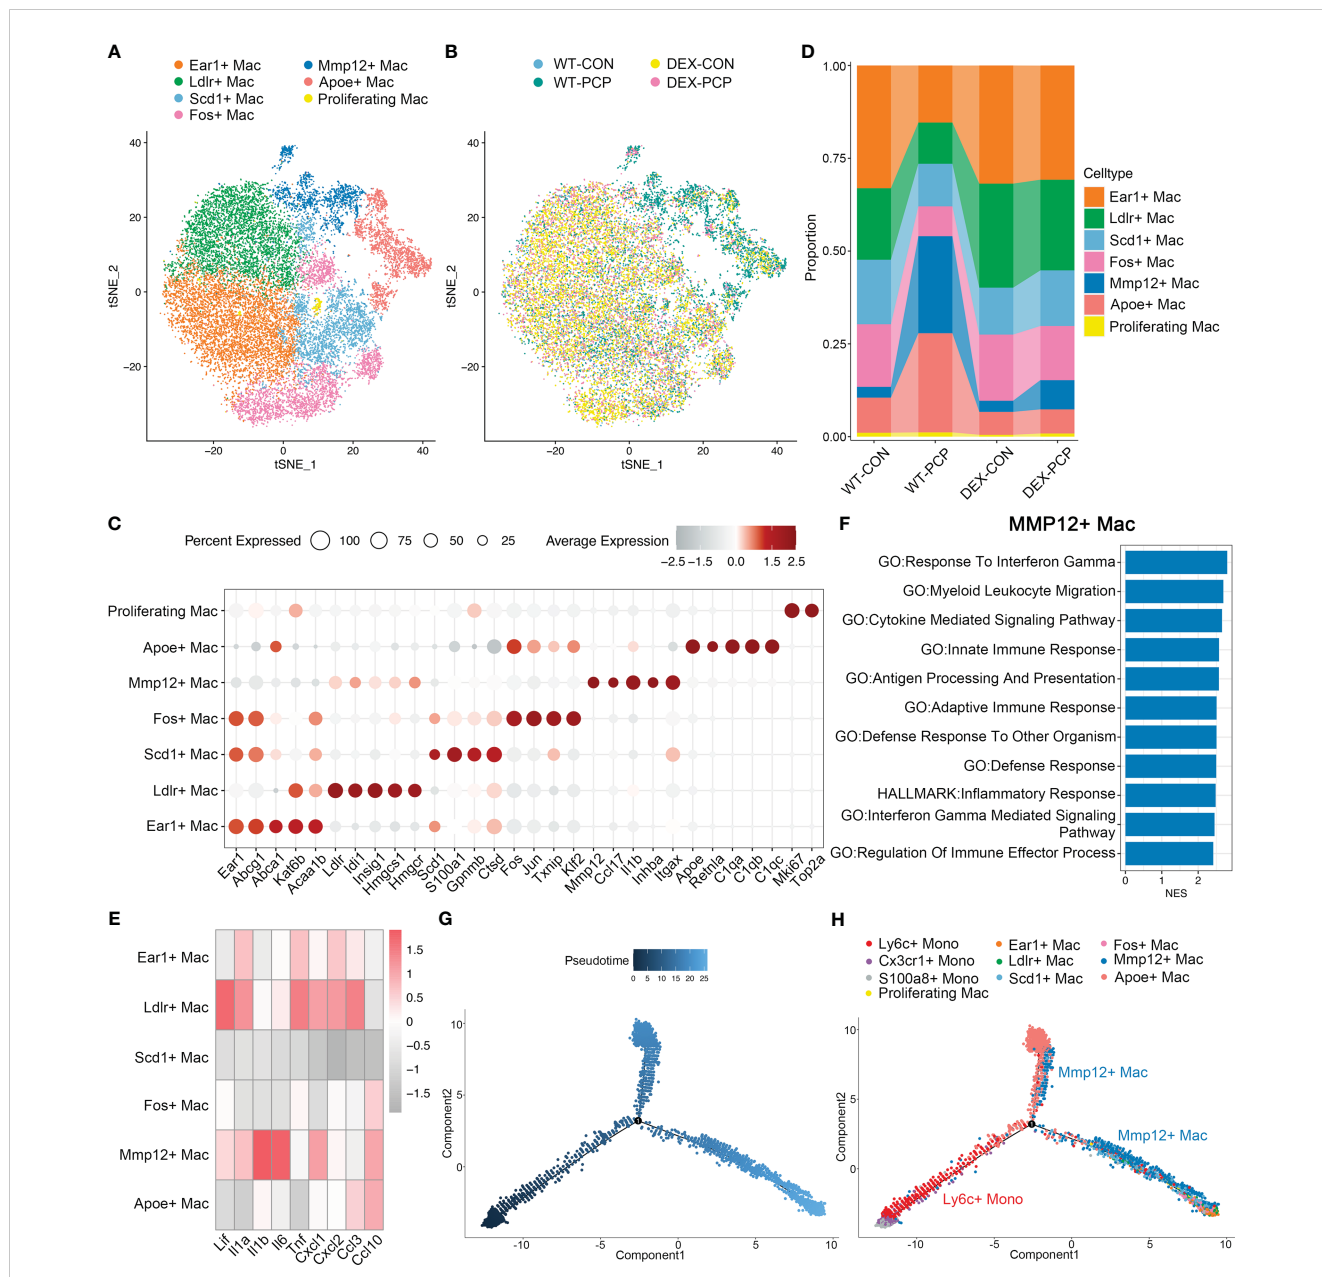 A
Ear1+ Mac
Ldlr+ Mac
Scd1+ Mac
Fos+ Mac
Mmp12+ Mac
Apoe+ Mac
Proliferating Mac
40
20
0
−20
tSNE_2
−20
0
20
40
tSNE_1
B
WT-CON
WT-PCP
DEX-CON
DEX-PCP
40
20
0
−20
tSNE_2
−20
0
20
40
tSNE_1
D
1.00
0.75
0.50
0.25
0.00
Proportion
WT-CON
WT-PCP
DEX-CON
DEX-PCP
Celltype
Ear1+ Mac
Ldlr+ Mac
Scd1+ Mac
Fos+ Mac
Mmp12+ Mac
Apoe+ Mac
Proliferating Mac
C
Percent Expressed
100
75
50
25
Average Expression
−2.5 −1.5 0.0 1.5 2.5
Proliferating Mac
Apoe+ Mac
Mmp12+ Mac
Fos+ Mac
Scd1+ Mac
Ldlr+ Mac
Ear1+ Mac
Ear1
Abcg1
Abca1
Kat6b
Acaa1b
Ldlr
Idi1
Insig1
Hmgcs1
Hmgcr
Scd1
S100a1
Gpnmb
Ctsd
Fos
Jun
Txnip
Klf2
Mmp12
Ccl17
Il1b
Inhba
Itgax
Apoe
Retnla
C1qa
C1qb
C1qc
Mki67
Top2a
F
MMP12+ Mac
GO:Response To Interferon Gamma
GO:Myeloid Leukocyte Migration
GO:Cytokine Mediated Signaling Pathway
GO:Innate Immune Response
GO:Antigen Processing And Presentation
GO:Adaptive Immune Response
GO:Defense Response To Other Organism
GO:Defense Response
HALLMARK:Inflammatory Response
GO:Interferon Gamma Mediated Signaling
Pathway
GO:Regulation Of Immune Effector Process
0
1
2
NES
E
Ear1+ Mac
Ldlr+ Mac
Scd1+ Mac
Fos+ Mac
Mmp12+ Mac
Apoe+ Mac
Lif
Il1a
Il1b
Il6
Tnf
Cxcl1
Cxcl2
Ccl3
Ccl10
1.5
1
0.5
0
−0.5
−1
−1.5
G
Pseudotime
0 5 10 15 20 25
10
5
0
Component2
-10
-5
0
5
10
Component1
1
H
Ly6c+ Mono
Cx3cr1+ Mono
S100a8+ Mono
Proliferating Mac
Ear1+ Mac
Ldlr+ Mac
Scd1+ Mac
Fos+ Mac
Mmp12+ Mac
Apoe+ Mac
10
5
0
Component2
Mmp12+ Mac
Mmp12+ Mac
Ly6c+ Mono
1
-10
-5
0
5
10
Component1